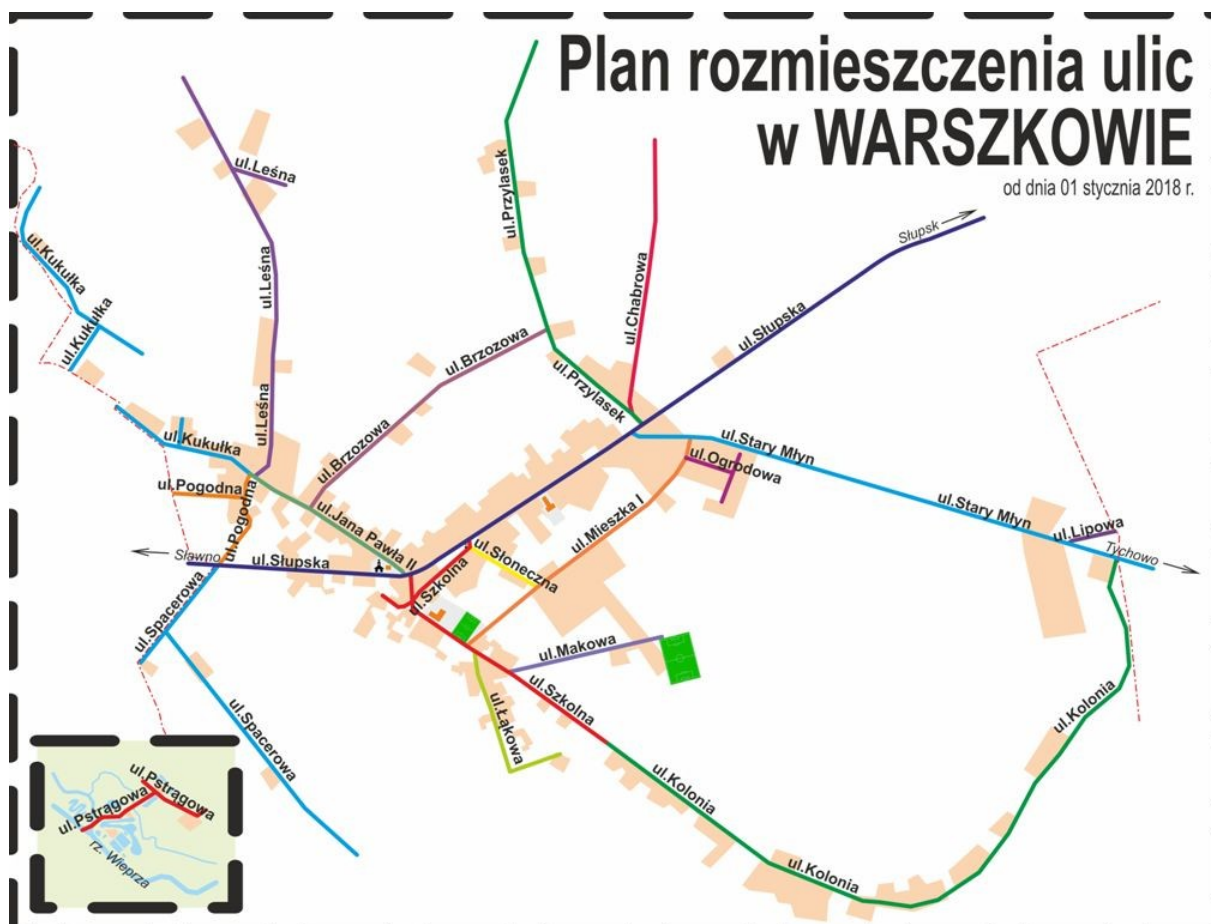 Plan rozmieszczenia ulic
w WARSZKOWIE
od dnia 01 stycznia 2018 r.
ul.Leśna
ul.Przylasek
Słupsk
ul.Kukułka
ul.Leśna
ul.Chabrowa
ul.Kukułka
ul.Słupska
ul.Brzozowa
ul.Leśna
ul.Przylasek
ul.Kukułka
ul.Brzozowa
ul.Stary Młyn
ul.Ogrodowa
ul.Pogodna
ul.Pogodna
ul.Jana Pawła II
ul.Mieszka I
ul.Stary Młyn
ul.Lipowa
Tychowo
Sławno
ul.Słupska
ul.Słoneczna
ul.Szkolna
ul.Spacerowa
ul.Makowa
ul.Szkolna
ul.Łąkowa
ul.Spacerowa
ul.Kolonia
ul.Kolonia
ul.Kolonia
ul.Pstrągowa
ul.Pstrągowa
rz. Wieprza